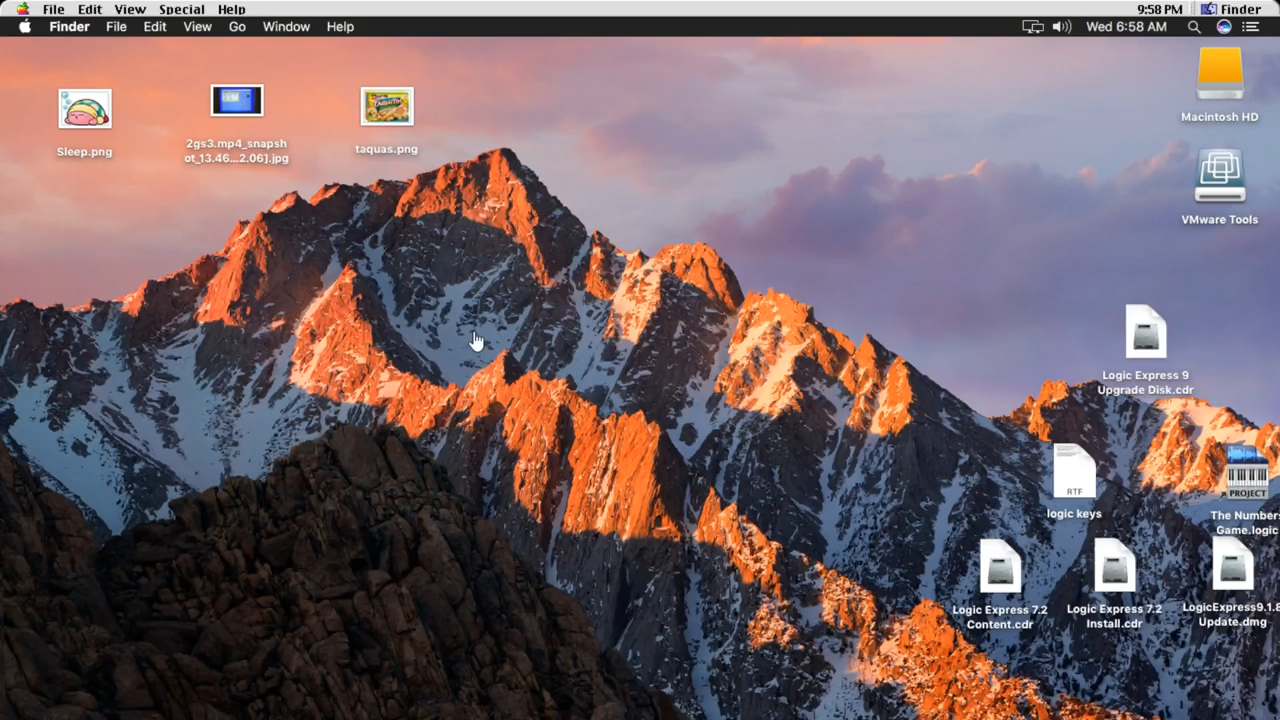 File Edit View Special Help 9:58 PM Finder
Finder File Edit View Go Window Help Wed 6:58 AM
Macintosh HD
Sleep.png
2gs3.mp4_snapsh
ot_13.46...2.06].jpg
taquas.png
VMware Tools
Logic Express 9
Upgrade Disk.cdr
RTF
logic keys
PROJECT
The Numbers
Game.logic
Logic Express 7.2
Content.cdr
Logic Express 7.2
Install.cdr
LogicExpress9.1.8
Update.dmg